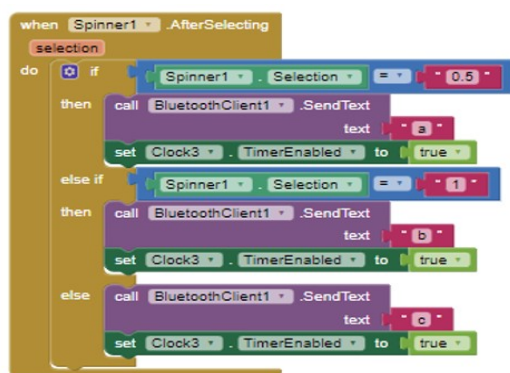 when Spinner1 .AfterSelecting
selection
do if Spinner1 . Selection = " 0.5 "
then call BluetoothClient1 .SendText
text " a "
set Clock3 . TimerEnabled to true
else if Spinner1 . Selection = " 1 "
then call BluetoothClient1 .SendText
text " b "
set Clock3 . TimerEnabled to true
else call BluetoothClient1 .SendText
text " c "
set Clock3 . TimerEnabled to true